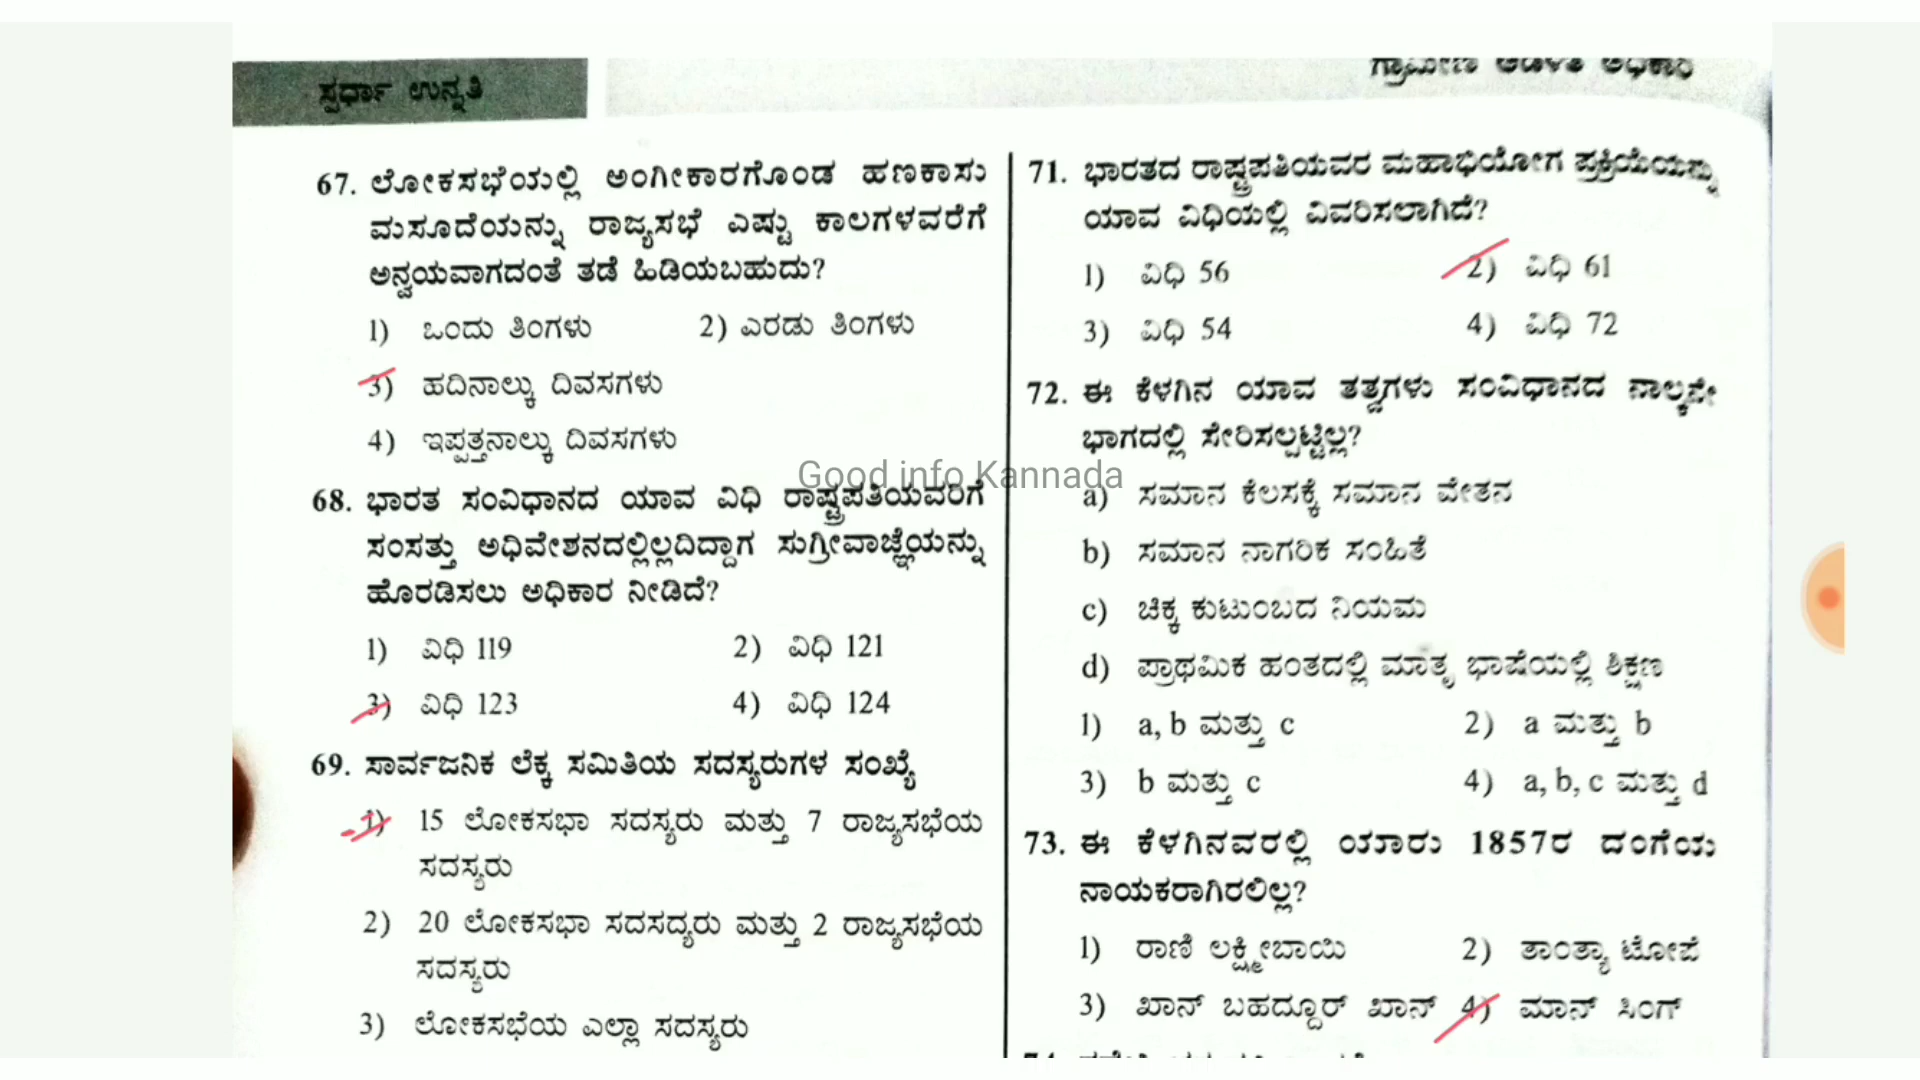 ಸ್ಪರ್ಧಾ ಉನ್ನತಿ
ಗ್ರಾಮೀಣ ಆಡಳಿತ ಅಧಿಕಾರಿ
67. ಲೋಕಸಭೆಯಲ್ಲಿ ಅಂಗೀಕಾರಗೊಂಡ ಹಣಕಾಸು
ಮಸೂದೆಯನ್ನು ರಾಜ್ಯಸಭೆ ಎಷ್ಟು ಕಾಲಗಳವರೆಗೆ
ಅನ್ವಯವಾಗದಂತೆ ತಡೆ ಹಿಡಿಯಬಹುದು?
1) ಒಂದು ತಿಂಗಳು 2) ಎರಡು ತಿಂಗಳು
3) ಹದಿನಾಲ್ಕು ದಿವಸಗಳು
4) ಇಪ್ಪತ್ತನಾಲ್ಕು ದಿವಸಗಳು
68. ಭಾರತ ಸಂವಿಧಾನದ ಯಾವ ವಿಧಿ ರಾಷ್ಟ್ರಪತಿಯವರಿಗೆ
ಸಂಸತ್ತು ಅಧಿವೇಶನದಲ್ಲಿಲ್ಲದಿದ್ದಾಗ ಸುಗ್ರೀವಾಜ್ಞೆಯನ್ನು
ಹೊರಡಿಸಲು ಅಧಿಕಾರ ನೀಡಿದೆ?
1) ವಿಧಿ 119 2) ವಿಧಿ 121
3) ವಿಧಿ 123 4) ವಿಧಿ 124
69. ಸಾರ್ವಜನಿಕ ಲೆಕ್ಕ ಸಮಿತಿಯ ಸದಸ್ಯರುಗಳ ಸಂಖ್ಯೆ
1) 15 ಲೋಕಸಭಾ ಸದಸ್ಯರು ಮತ್ತು 7 ರಾಜ್ಯಸಭೆಯ
ಸದಸ್ಯರು
2) 20 ಲೋಕಸಭಾ ಸದಸದ್ಯರು ಮತ್ತು 2 ರಾಜ್ಯಸಭೆಯ
ಸದಸ್ಯರು
3) ಲೋಕಸಭೆಯ ಎಲ್ಲಾ ಸದಸ್ಯರು
71. ಭಾರತದ ರಾಷ್ಟ್ರಪತಿಯವರ ಮಹಾಭಿಯೋಗ ಪ್ರಕ್ರಿಯೆಯನ್ನು
ಯಾವ ವಿಧಿಯಲ್ಲಿ ವಿವರಿಸಲಾಗಿದೆ?
1) ವಿಧಿ 56 2) ವಿಧಿ 61
3) ವಿಧಿ 54 4) ವಿಧಿ 72
72. ಈ ಕೆಳಗಿನ ಯಾವ ತತ್ವಗಳು ಸಂವಿಧಾನದ ನಾಲ್ಕನೇ
ಭಾಗದಲ್ಲಿ ಸೇರಿಸಲ್ಪಟ್ಟಿಲ್ಲ?
a) ಸಮಾನ ಕೆಲಸಕ್ಕೆ ಸಮಾನ ವೇತನ
b) ಸಮಾನ ನಾಗರಿಕ ಸಂಹಿತೆ
c) ಚಿಕ್ಕ ಕುಟುಂಬದ ನಿಯಮ
d) ಪ್ರಾಥಮಿಕ ಹಂತದಲ್ಲಿ ಮಾತೃ ಭಾಷೆಯಲ್ಲಿ ಶಿಕ್ಷಣ
1) a, b ಮತ್ತು c 2) a ಮತ್ತು b
3) b ಮತ್ತು c 4) a, b, c ಮತ್ತು d
73. ಈ ಕೆಳಗಿನವರಲ್ಲಿ ಯಾರು 1857ರ ದಂಗೆಯ
ನಾಯಕರಾಗಿರಲಿಲ್ಲ?
1) ರಾಣಿ ಲಕ್ಷ್ಮೀಬಾಯಿ 2) ತಾಂತ್ಯಾ ಟೋಪೆ
3) ಖಾನ್ ಬಹದ್ದೂರ್ ಖಾನ್ 4) ಮಾನ್ ಸಿಂಗ್
Good info Kannada